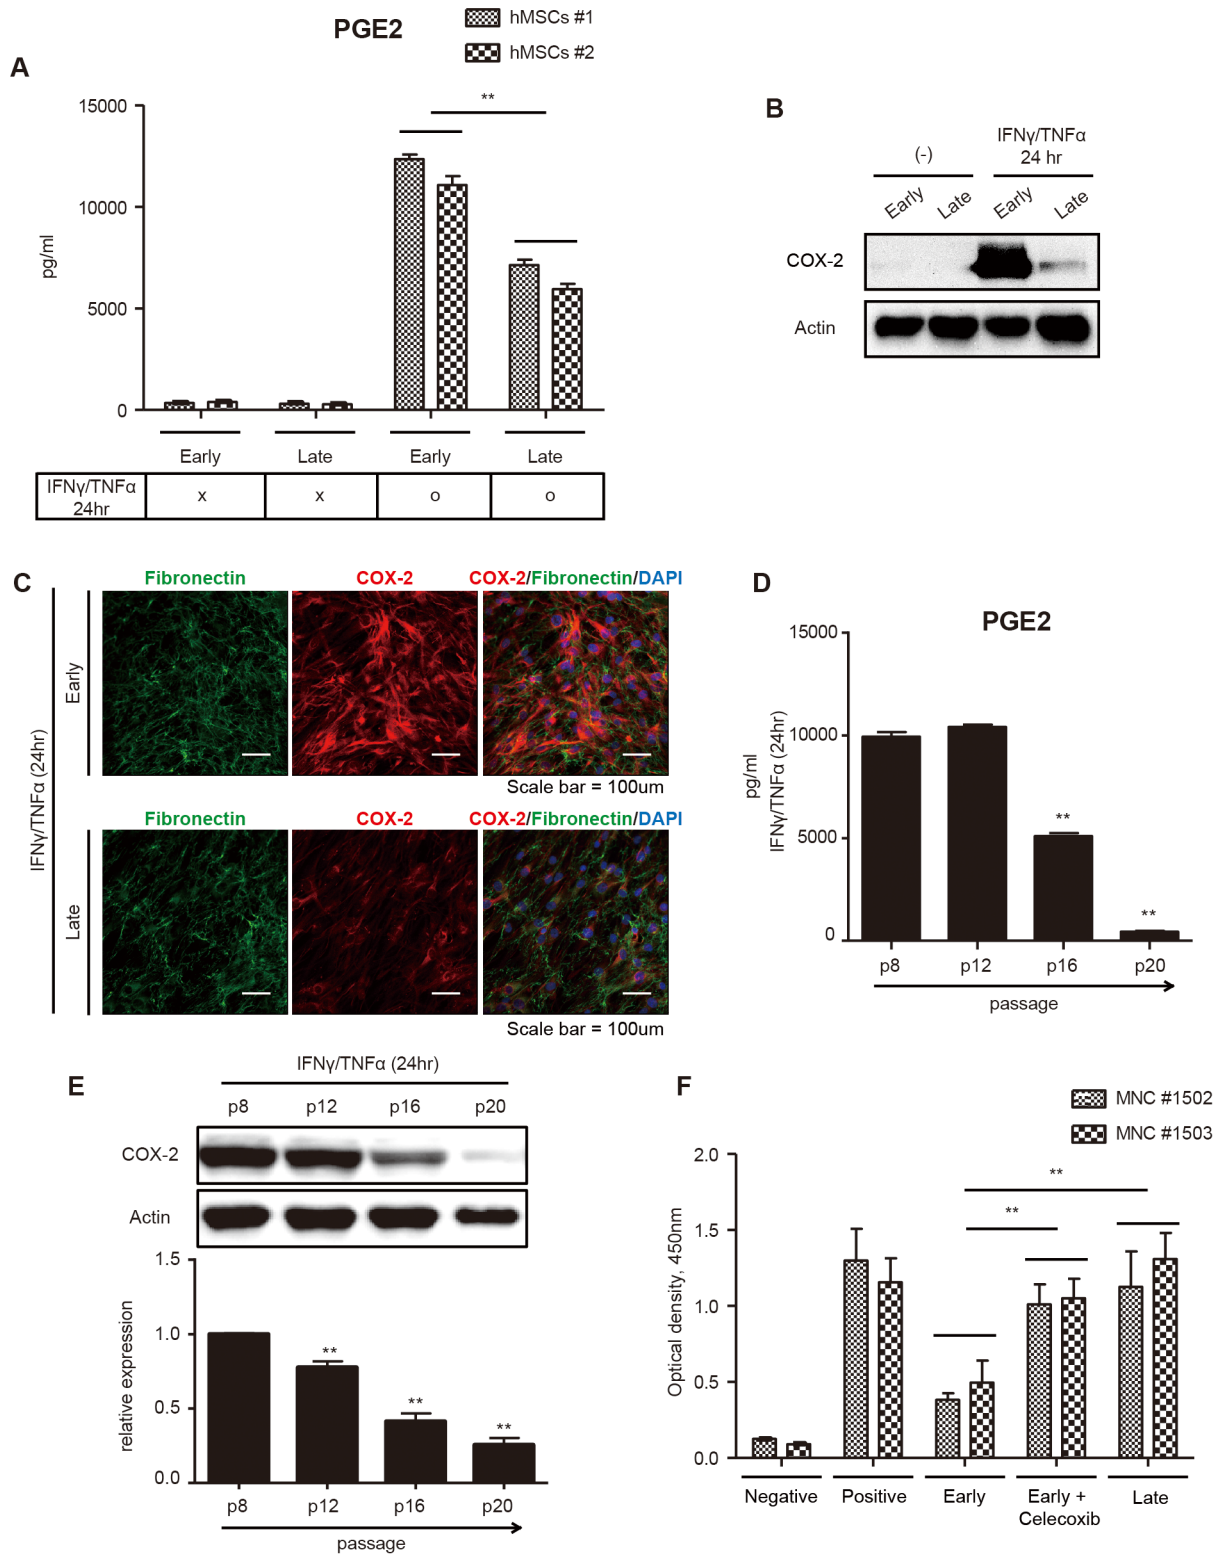 PGE2
hMSCs #1
hMSCs #2
A
15000
10000
5000
0
pg/ml
**
Early
Late
Early
Late
IFNγ/TNFα
24hr
x
x
o
o
B
(-)
IFNγ/TNFα
24 hr
Early
Late
Early
Late
COX-2
Actin
C
Fibronectin
COX-2
COX-2/Fibronectin/DAPI
IFNγ/TNFα (24hr)
Early
Scale bar = 100um
Fibronectin
COX-2
COX-2/Fibronectin/DAPI
Late
Scale bar = 100um
D
PGE2
15000
10000
5000
0
pg/ml
IFNγ/TNFα (24hr)
**
**
p8
p12
p16
p20
passage
E
IFNγ/TNFα (24hr)
p8
p12
p16
p20
COX-2
Actin
1.5
1.0
0.5
0.0
relative expression
**
**
**
p8
p12
p16
p20
passage
F
MNC #1502
MNC #1503
2.0
1.5
1.0
0.5
0.0
Optical density, 450nm
**
**
Negative
Positive
Early
Early +
Celecoxib
Late